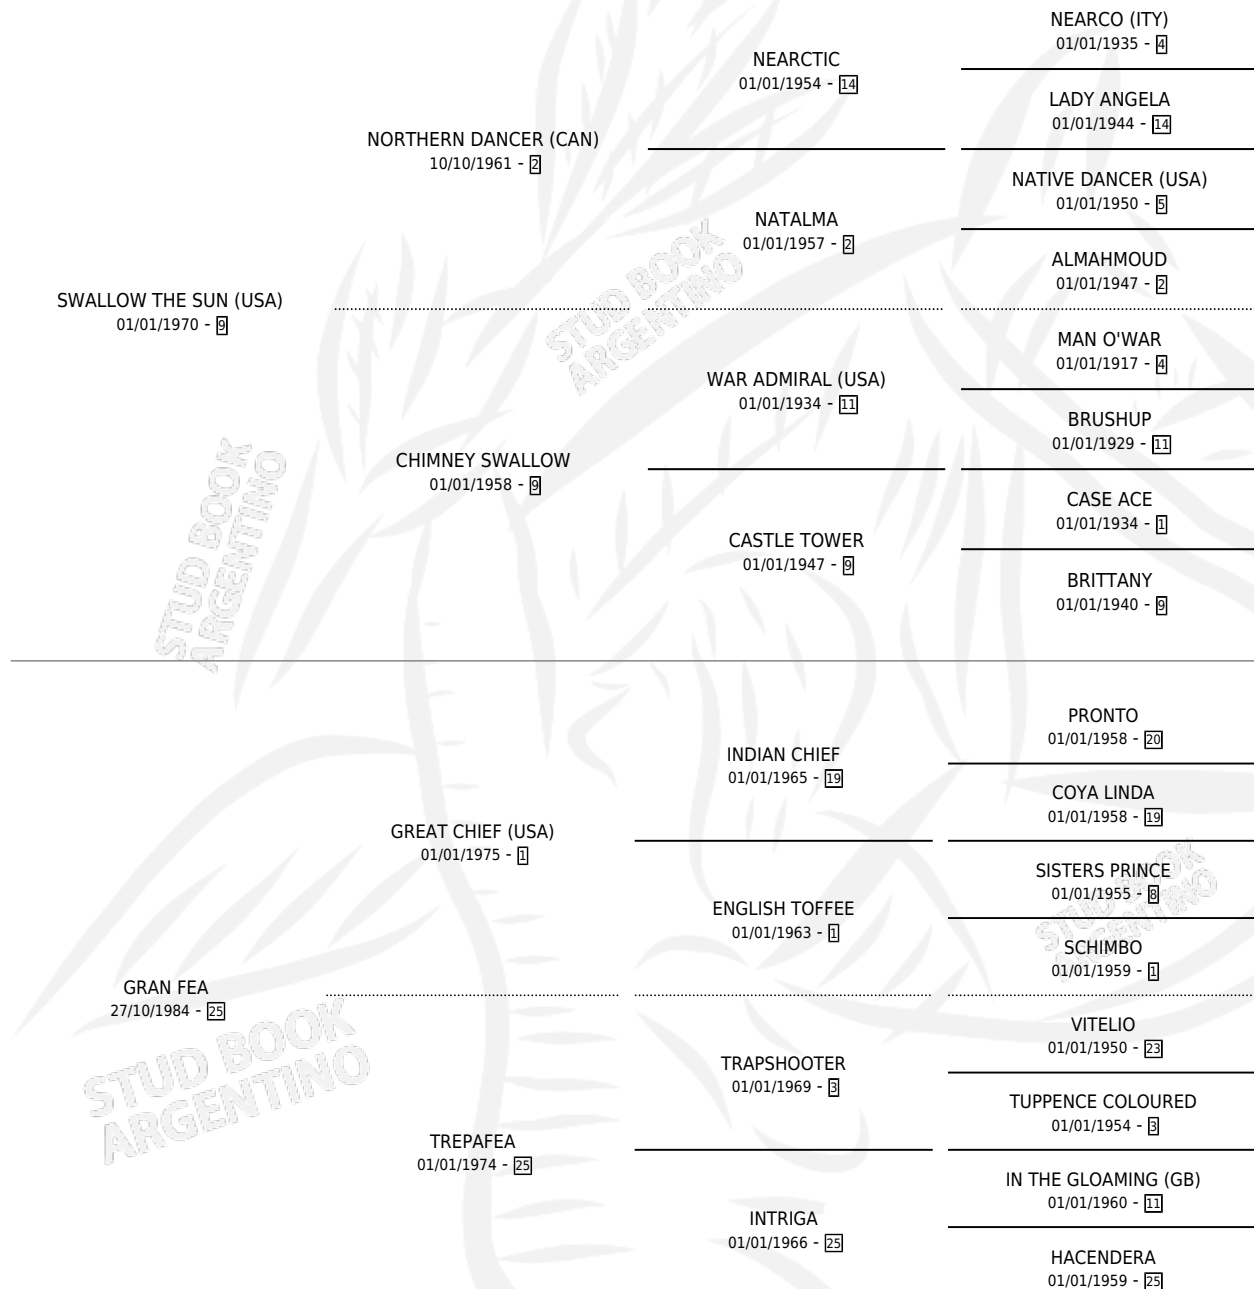 NEARCO (ITY)
01/01/1935 - 4
NEARCTIC
01/01/1954 - 14
LADY ANGELA
01/01/1944 - 14
NORTHERN DANCER (CAN)
10/10/1961 - 2
NATIVE DANCER (USA)
01/01/1950 - 5
NATALMA
01/01/1957 - 2
ALMAHMOUD
01/01/1947 - 2
SWALLOW THE SUN (USA)
01/01/1970 - 9
STUD BOOK
ARGENTINO
MAN O'WAR
01/01/1917 - 4
WAR ADMIRAL (USA)
01/01/1934 - 11
BRUSHUP
01/01/1929 - 11
CHIMNEY SWALLOW
01/01/1958 - 9
CASE ACE
01/01/1934 - 1
CASTLE TOWER
01/01/1947 - 9
BRITTANY
01/01/1940 - 9
STUD BOOK
ARGENTINO
PRONTO
01/01/1958 - 20
INDIAN CHIEF
01/01/1965 - 19
COYA LINDA
01/01/1958 - 19
GREAT CHIEF (USA)
01/01/1975 - 1
SISTERS PRINCE
01/01/1955 - 8
ENGLISH TOFFEE
01/01/1963 - 1
STUD BOOK
ARGENTINO
SCHIMBO
01/01/1959 - 1
GRAN FEA
27/10/1984 - 25
VITELIO
01/01/1950 - 23
TRAPSHOOTER
01/01/1969 - 3
STUD BOOK
ARGENTINO
TUPPENCE COLOURED
01/01/1954 - 3
TREPAFEA
01/01/1974 - 25
IN THE GLOAMING (GB)
01/01/1960 - 11
INTRIGA
01/01/1966 - 25
HACENDERA
01/01/1959 - 25